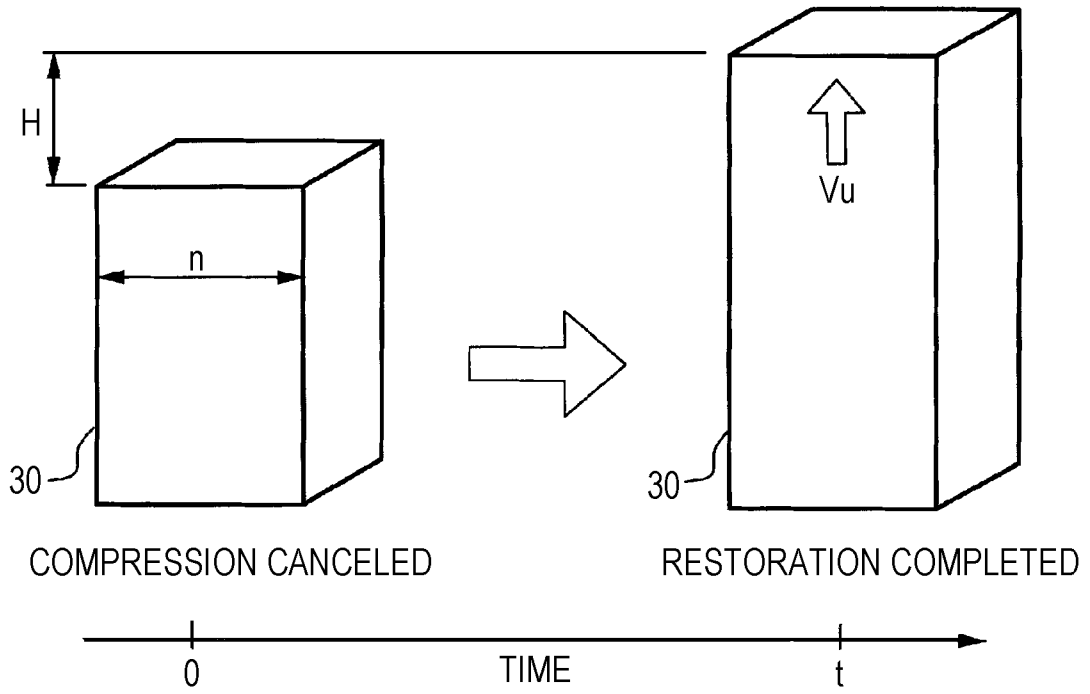 H
n
Vu
30
30
COMPRESSION CANCELED
RESTORATION COMPLETED
0
TIME
t